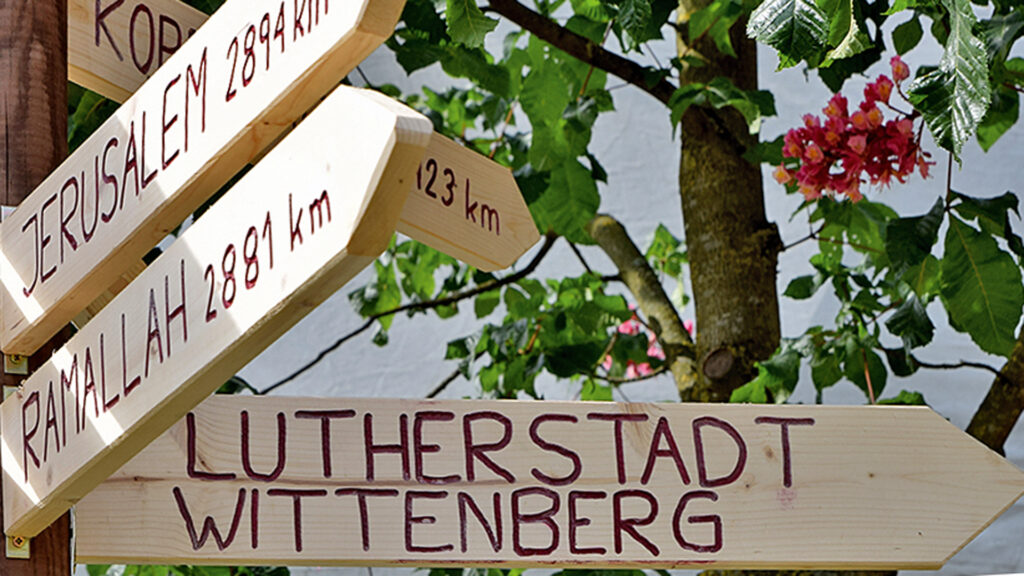 JERUSALEM 2894 km
RAMALLAH 2881 km
123 km
LUTHERSTADT
WITTENBERG